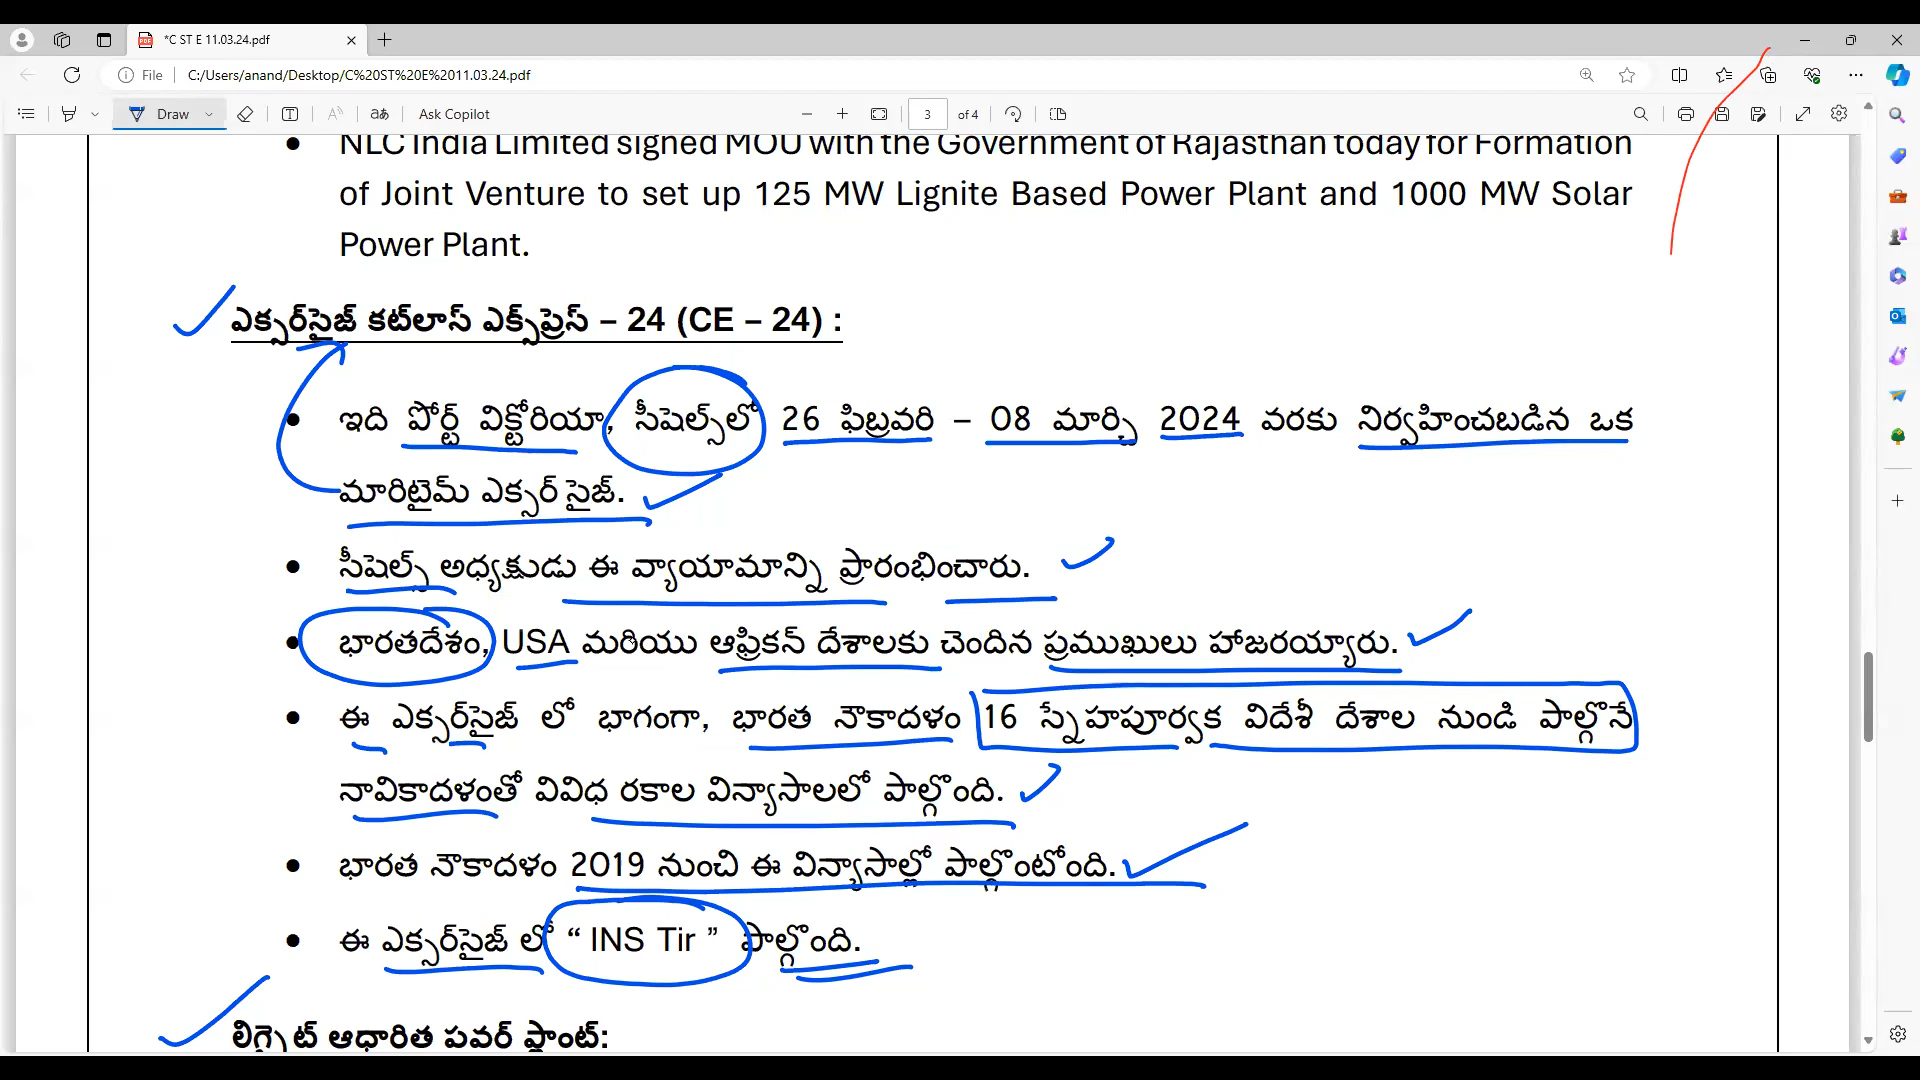 *C ST E 11.03.24.pdf
File
C:/Users/anand/Desktop/C%20ST%20E%2011.03.24.pdf
Draw
Ask Copilot
3 of 4
NLC India Limited signed MOU with the Government of Rajasthan today for Formation
of Joint Venture to set up 125 MW Lignite Based Power Plant and 1000 MW Solar
Power Plant.
ఎక్సర్‌సైజ్ కట్‌లాస్ ఎక్స్‌ప్రెస్ – 24 (CE – 24) :
ఇది పోర్ట్ విక్టోరియా, సీషెల్స్‌లో 26 ఫిబ్రవరి – 08 మార్చి 2024 వరకు నిర్వహించబడిన ఒక
మారిటైమ్ ఎక్సర్ సైజ్.
సీషెల్స్ అధ్యక్షుడు ఈ వ్యాయామాన్ని ప్రారంభించారు.
భారతదేశం, USA మరియు ఆఫ్రికన్ దేశాలకు చెందిన ప్రముఖులు హాజరయ్యారు.
ఈ ఎక్సర్‌సైజ్ లో భాగంగా, భారత నౌకాదళం 16 స్నేహపూర్వక విదేశీ దేశాల నుండి పాల్గొనే
నావికాదళంతో వివిధ రకాల విన్యాసాలలో పాల్గొంది.
భారత నౌకాదళం 2019 నుంచి ఈ విన్యాసాల్లో పాల్గొంటోంది.
ఈ ఎక్సర్‌సైజ్ లో “ INS Tir ” పాల్గొంది.
లిగ్నైట్ ఆధారిత పవర్ ప్లాంట్: